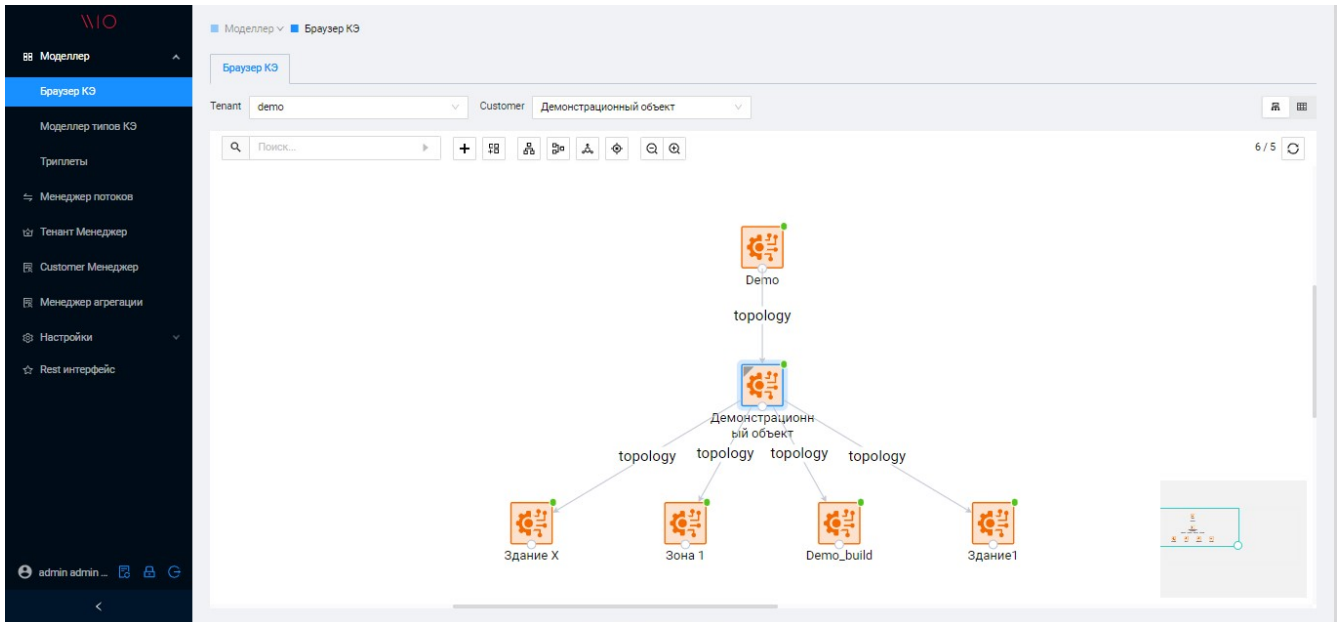 WIO
Моделлер
Браузер КЭ
Моделлер типов КЭ
Триплеты
Менеджер потоков
Тенант Менеджер
Customer Менеджер
Менеджер агрегации
Настройки
Rest интерфейс
admin admin ...
Моделлер Браузер КЭ
Браузер КЭ
Tenant demo Customer Демонстрационный объект
Поиск... 6 / 5
Demo
topology
Демонстрационн
ый объект
topology topology topology topology
Здание X Зона 1 Demo_build Здание1